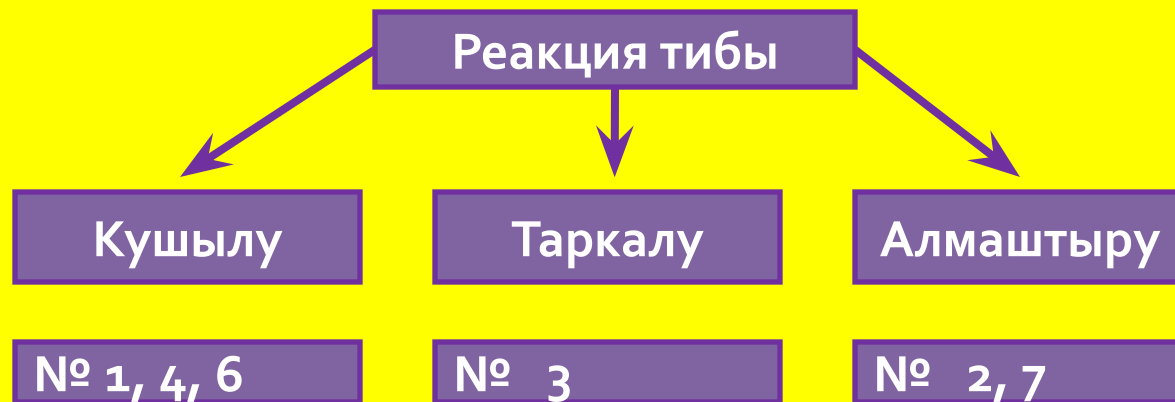 Реакция тибы
Кушылу
Таркалу
Алмаштыру
№ 1, 4, 6
№ 3
№ 2, 7